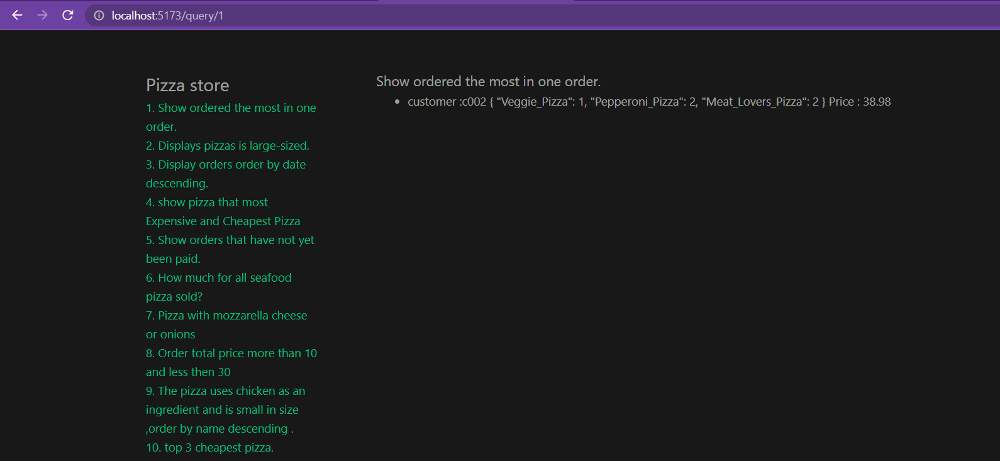 localhost:5173/query/1
Pizza store
1. Show ordered the most in one
order.
2. Displays pizzas is large-sized.
3. Display orders order by date
descending.
4. show pizza that most
Expensive and Cheapest Pizza
5. Show orders that have not yet
been paid.
6. How much for all seafood
pizza sold?
7. Pizza with mozzarella cheese
or onions
8. Order total price more than 10
and less then 30
9. The pizza uses chicken as an
ingredient and is small in size
,order by name descending .
10. top 3 cheapest pizza.
Show ordered the most in one order.
customer :c002 { "Veggie_Pizza": 1, "Pepperoni_Pizza": 2, "Meat_Lovers_Pizza": 2 } Price : 38.98